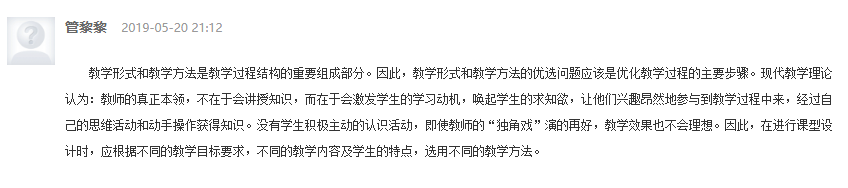 管黎黎 2019-05-20 21:12
教学形式和教学方法是教学过程结构的重要组成部分。因此，教学形式和教学方法的优选问题应该是优化教学过程的主要步骤。现代教学理论
认为：教师的真正本领，不在于会讲授知识，而在于会激发学生的学习动机，唤起学生的求知欲，让他们兴趣昂然地参与到教学过程中来，经过自
己的思维活动和动手操作获得知识。没有学生积极主动的认识活动，即使教师的“独角戏”演的再好，教学效果也不会理想。因此，在进行课型设
计时，应根据不同的教学目标要求，不同的教学内容及学生的特点，选用不同的教学方法。